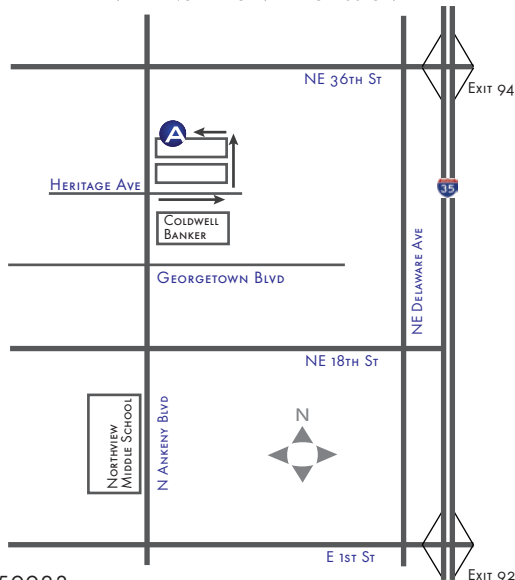 NE 36th St
Exit 94
A
Heritage Ave
35
Coldwell
Banker
Georgetown Blvd
NE Delaware Ave
NE 18th St
Northview
Middle School
N Ankeny Blvd
N
E 1st St
Exit 92